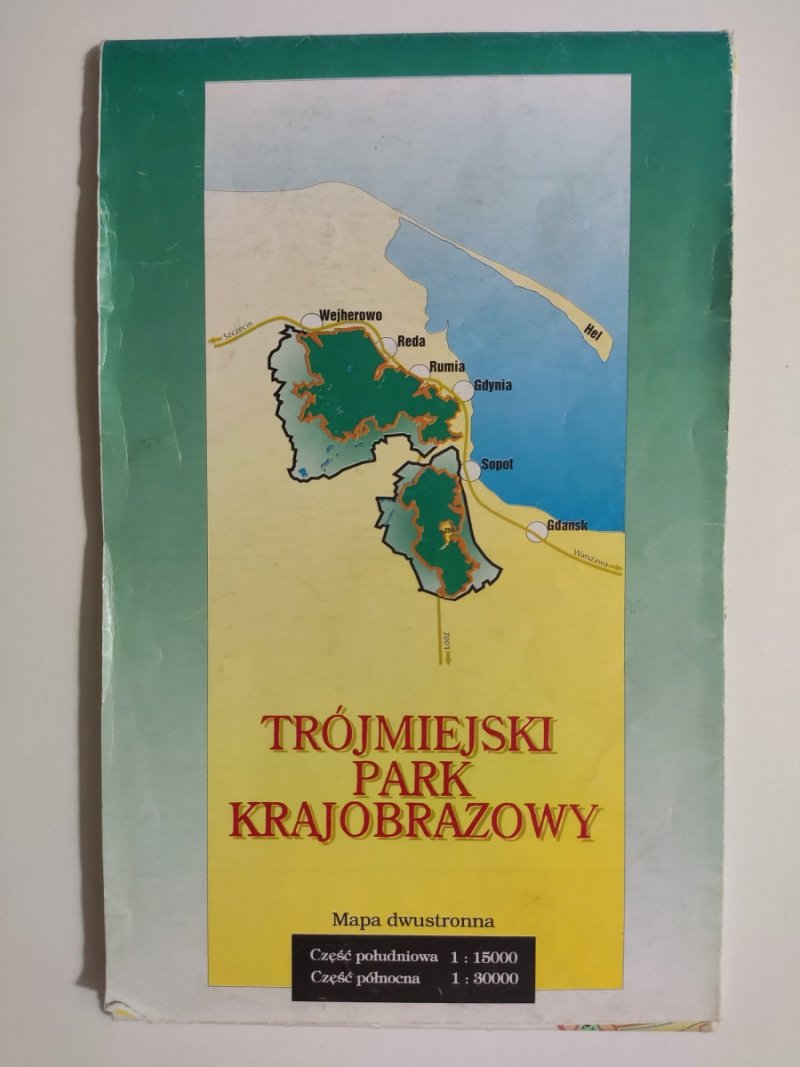 Hel
Szczecin
Wejherowo
Reda
Rumia
Gdynia
Sopot
Gdańsk
Warszawa
Łódź
TRÓJMIEJSKI
PARK
KRAJOBRAZOWY
Mapa dwustronna
Część południowa 1 : 15000
Część północna 1 : 30000